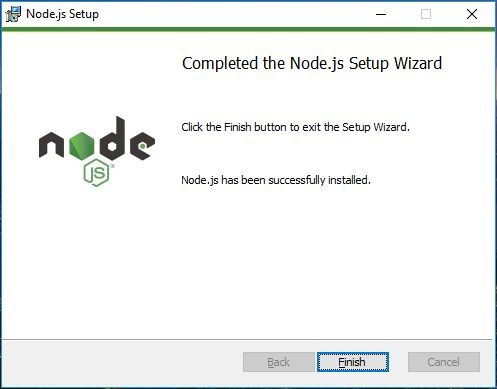 Node.js Setup
Completed the Node.js Setup Wizard
Click the Finish button to exit the Setup Wizard.
node
JS
Node.js has been successfully installed.
Back
Finish
Cancel